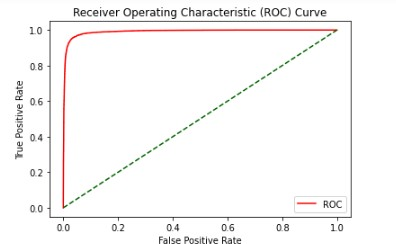 Receiver Operating Characteristic (ROC) Curve
1.0
0.8
0.6
0.4
0.2
0.0
True Positive Rate
ROC
0.0 0.2 0.4 0.6 0.8 1.0
False Positive Rate